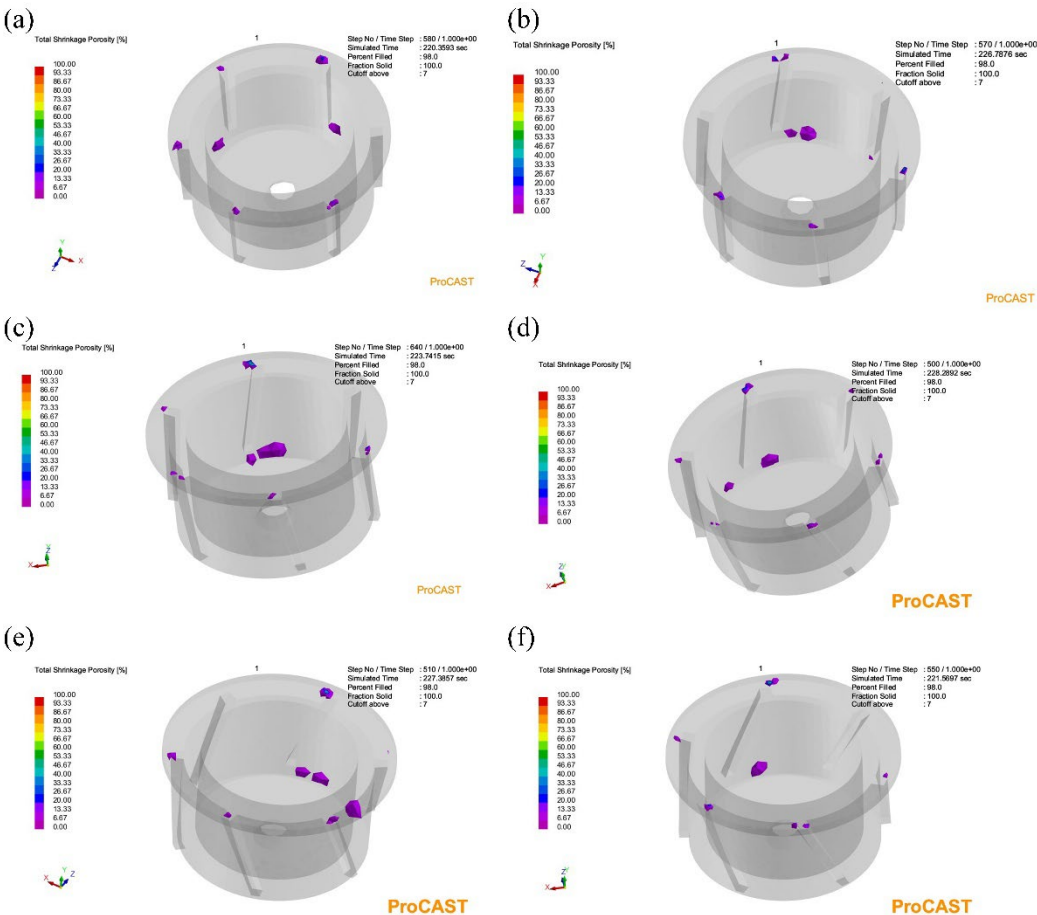 (a)
Total Shrinkage Porosity [%]
1
Step No / Time Step : 580 / 1.000e+00
Simulated Time : 220.3593 sec
Percent Filled : 98.0
Fraction Solid : 100.0
Cutoff above : 7
100.00
93.33
86.67
80.00
73.33
66.67
60.00
53.33
46.67
40.00
33.33
26.67
20.00
13.33
6.67
0.00
Y
X
Z
ProCAST
(b)
Total Shrinkage Porosity [%]
1
Step No / Time Step : 570 / 1.000e+00
Simulated Time : 226.7876 sec
Percent Filled : 98.0
Fraction Solid : 100.0
Cutoff above : 7
100.00
93.33
86.67
80.00
73.33
66.67
60.00
53.33
46.67
40.00
33.33
26.67
20.00
13.33
6.67
0.00
Z
Y
X
ProCAST
(c)
Total Shrinkage Porosity [%]
1
Step No / Time Step : 640 / 1.000e+00
Simulated Time : 223.7415 sec
Percent Filled : 98.0
Fraction Solid : 100.0
Cutoff above : 7
100.00
93.33
86.67
80.00
73.33
66.67
60.00
53.33
46.67
40.00
33.33
26.67
20.00
13.33
6.67
0.00
Z
X
ProCAST
(d)
Total Shrinkage Porosity [%]
1
Step No / Time Step : 500 / 1.000e+00
Simulated Time : 228.2892 sec
Percent Filled : 98.0
Fraction Solid : 100.0
Cutoff above : 7
100.00
93.33
86.67
80.00
73.33
66.67
60.00
53.33
46.67
40.00
33.33
26.67
20.00
13.33
6.67
0.00
Z
X
ProCAST
(e)
Total Shrinkage Porosity [%]
1
Step No / Time Step : 510 / 1.000e+00
Simulated Time : 227.3857 sec
Percent Filled : 98.0
Fraction Solid : 100.0
Cutoff above : 7
100.00
93.33
86.67
80.00
73.33
66.67
60.00
53.33
46.67
40.00
33.33
26.67
20.00
13.33
6.67
0.00
X
Y
Z
ProCAST
(f)
Total Shrinkage Porosity [%]
1
Step No / Time Step : 550 / 1.000e+00
Simulated Time : 221.5697 sec
Percent Filled : 98.0
Fraction Solid : 100.0
Cutoff above : 7
100.00
93.33
86.67
80.00
73.33
66.67
60.00
53.33
46.67
40.00
33.33
26.67
20.00
13.33
6.67
0.00
Y
X
ProCAST